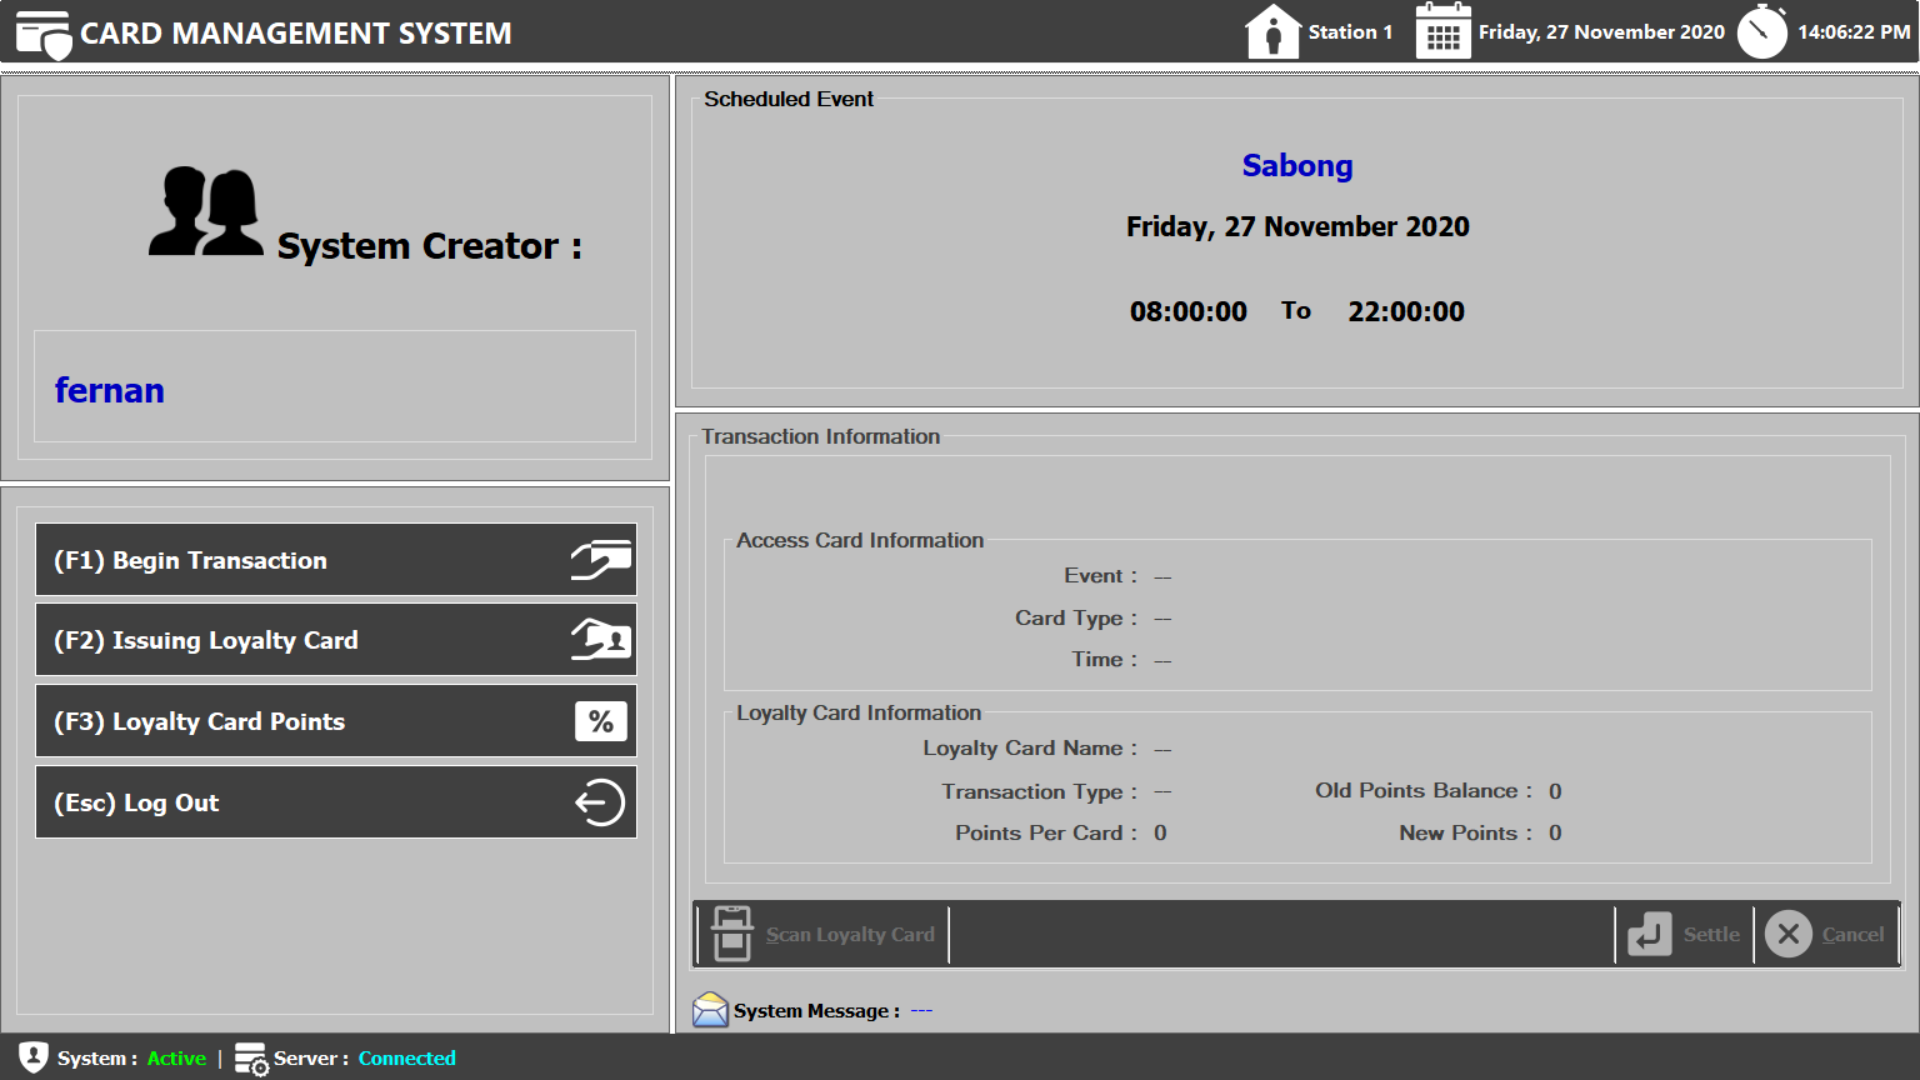 CARD MANAGEMENT SYSTEM
Station 1
Friday, 27 November 2020
14:06:22 PM
System Creator :
fernan
(F1) Begin Transaction
(F2) Issuing Loyalty Card
(F3) Loyalty Card Points
%
(Esc) Log Out
Scheduled Event
Sabong
Friday, 27 November 2020
08:00:00 To 22:00:00
Transaction Information
Access Card Information
Event : --
Card Type : --
Time : --
Loyalty Card Information
Loyalty Card Name : --
Transaction Type : -- Old Points Balance : 0
Points Per Card : 0 New Points : 0
Scan Loyalty Card Settle Cancel
System Message : ---
System : Active | Server : Connected